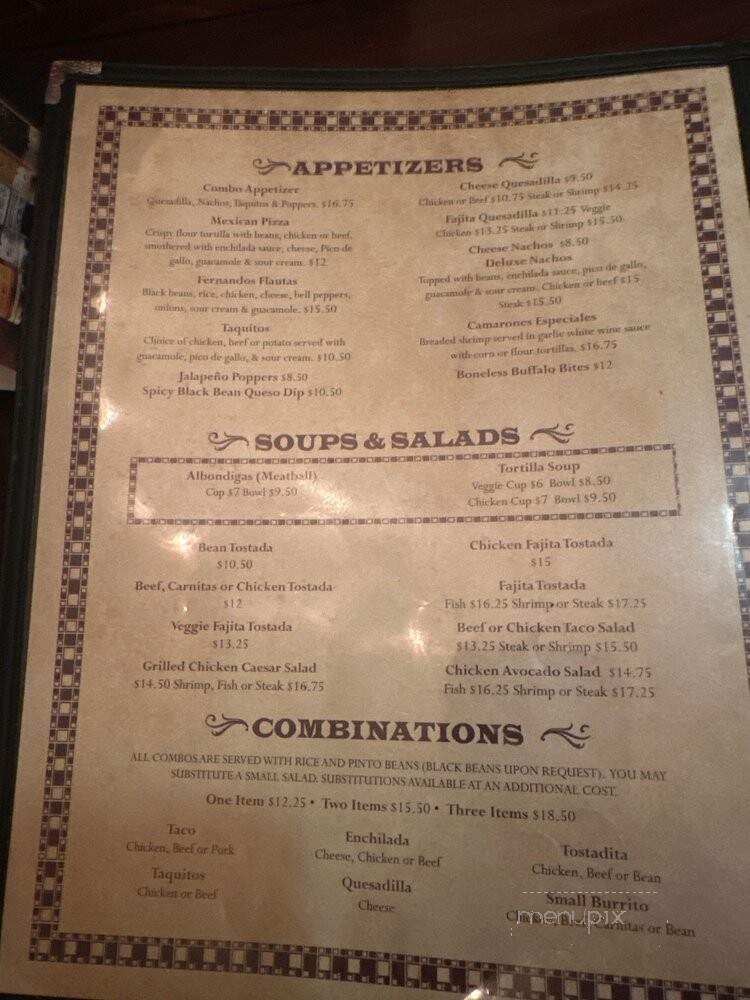 APPETIZERS
Combo Appetizer
Quesadilla, Nachos, Taquitos & Poppers. $16.75
Mexican Pizza
Crispy flour tortilla with beans, chicken or beef,
smothered with enchilada sauce, cheese, Pico de
gallo, guacamole & sour cream. $12
Fernandos Flautas
Black beans, rice, chicken, cheese, bell peppers,
onions, sour cream & guacamole. $15.50
Taquitos
Choice of chicken, beef or potato served with
guacamole, pico de gallo, & sour cream. $10.50
Jalapeño Poppers $8.50
Spicy Black Bean Queso Dip $10.50
Cheese Quesadilla $9.50
Chicken or Beef $10.75 Steak or Shrimp $14.25
Fajita Quesadilla $11.25 Veggie
Chicken $13.25 Steak or Shrimp $15.50
Cheese Nachos $8.50
Deluxe Nachos
Topped with beans, enchilada sauce, pico de gallo,
guacamole & sour cream. Chicken or beef $15
Steak $15.50
Camarones Especiales
Breaded shrimp served in garlic white wine sauce
with corn or flour tortillas. $16.75
Boneless Buffalo Bites $12
SOUPS & SALADS
Albondigas (Meatball)
Cup $7 Bowl $9.50
Tortilla Soup
Veggie Cup $6 Bowl $8.50
Chicken Cup $7 Bowl $9.50
Bean Tostada
$10.50
Beef, Carnitas or Chicken Tostada
$12
Veggie Fajita Tostada
$13.25
Grilled Chicken Caesar Salad
$14.50 Shrimp, Fish or Steak $16.75
Chicken Fajita Tostada
$15
Fajita Tostada
Fish $16.25 Shrimp or Steak $17.25
Beef or Chicken Taco Salad
$13.25 Steak or Shrimp $15.50
Chicken Avocado Salad $14.75
Fish $16.25 Shrimp or Steak $17.25
COMBINATIONS
ALL COMBOS ARE SERVED WITH RICE AND PINTO BEANS (BLACK BEANS UPON REQUEST). YOU MAY
SUBSTITUTE A SMALL SALAD. SUBSTITUTIONS AVAILABLE AT AN ADDITIONAL COST.
One Item $12.25 • Two Items $15.50 • Three Items $18.50
Taco
Chicken, Beef or Pork
Taquitos
Chicken or Beef
Enchilada
Cheese, Chicken or Beef
Quesadilla
Cheese
Tostadita
Chicken, Beef or Bean
Small Burrito
Chicken, Beef, Carnitas or Bean
menupix